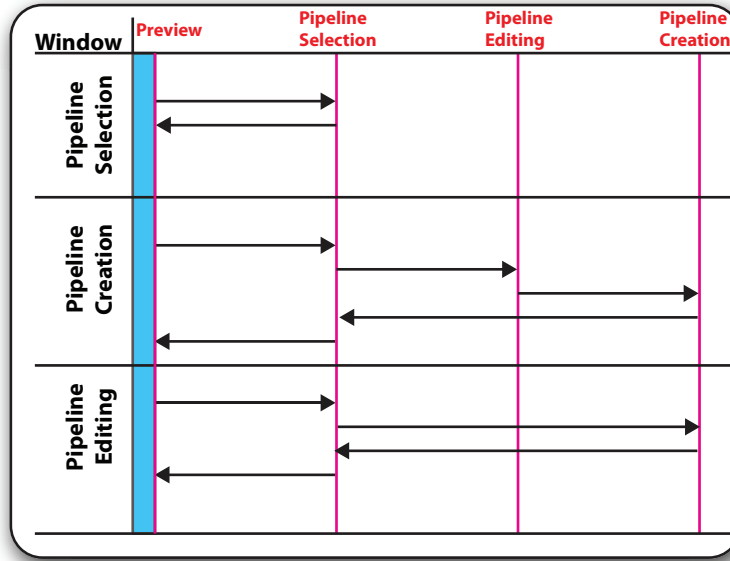 Window
Preview
Pipeline
Selection
Pipeline
Editing
Pipeline
Creation
Pipeline
Selection
Pipeline
Creation
Pipeline
Editing